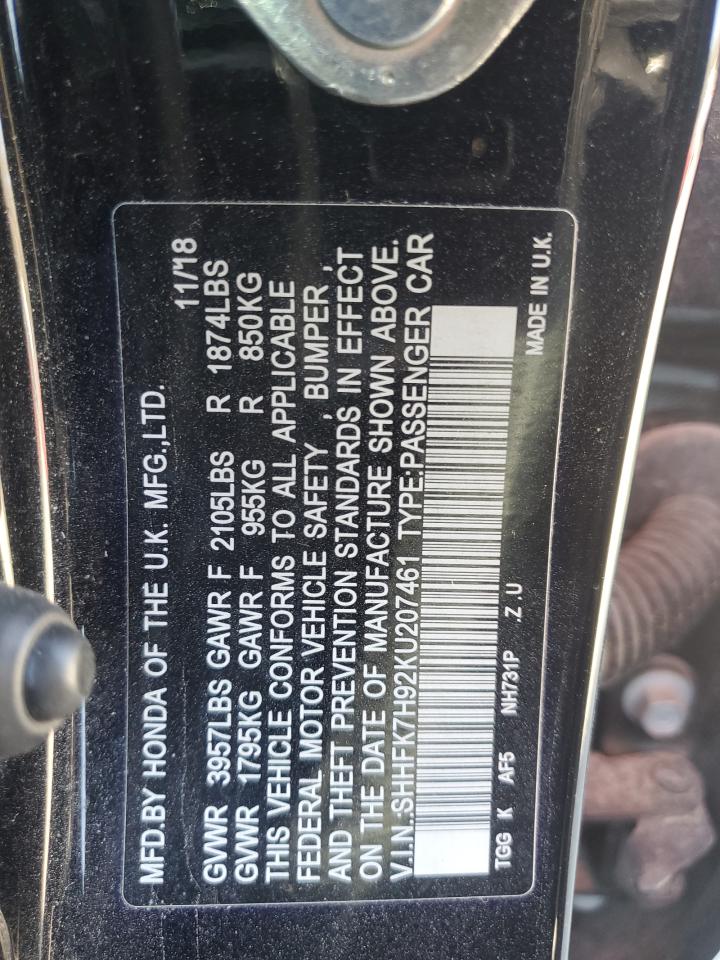 MFD.BY HONDA OF THE U.K. MFG.,LTD. 11/18
GVWR 3957LBS GAWR F 2105LBS R 1874LBS
GVWR 1795KG GAWR F 955KG R 850KG
THIS VEHICLE CONFORMS TO ALL APPLICABLE
FEDERAL MOTOR VEHICLE SAFETY , BUMPER ,
AND THEFT PREVENTION STANDARDS IN EFFECT
ON THE DATE OF MANUFACTURE SHOWN ABOVE.
V.I.N.:SHHFK7H92KU207461 TYPE:PASSENGER CAR
TGG K AF5 NH731P .Z .U MADE IN U.K.